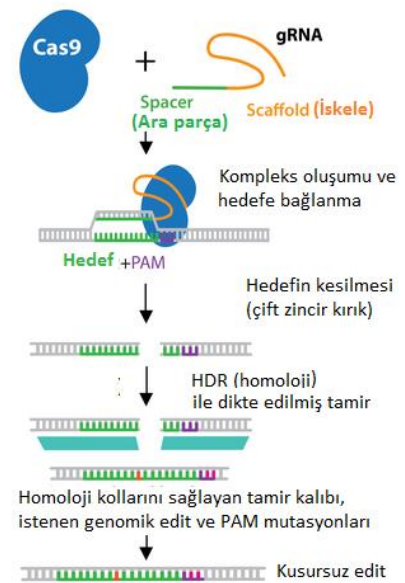 Cas9
+
gRNA
Spacer
(Ara parça)
Scaffold (İskele)
Kompleks oluşumu ve
hedefe bağlanma
Hedef +PAM
Hedefin kesilmesi
(çift zincir kırık)
HDR (homoloji)
ile dikte edilmiş tamir
Homoloji kollarını sağlayan tamir kalıbı,
istenen genomik edit ve PAM mutasyonları
Kusursuz edit